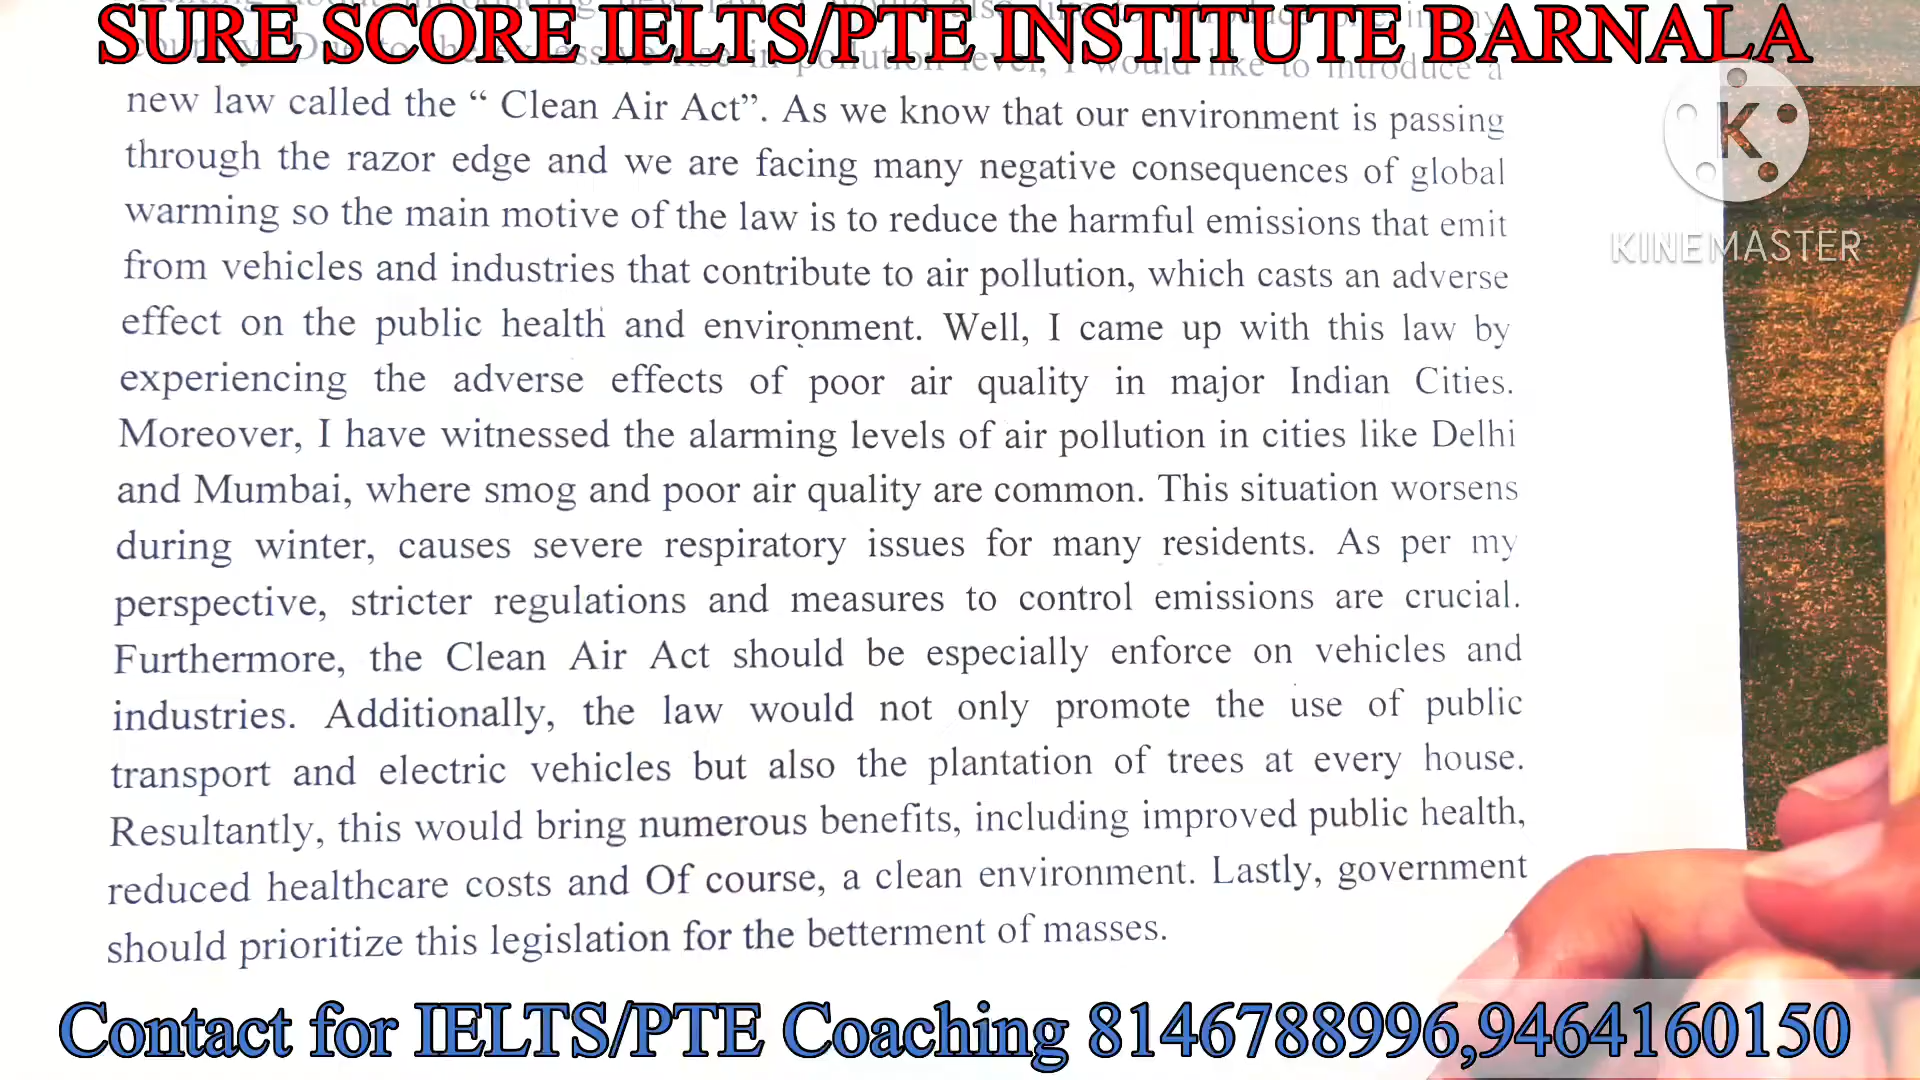 SURE SCORE IELTS/PTE INSTITUTE BARNALA
pollution level, I would like to introduce a
new law called the “ Clean Air Act”. As we know that our environment is passing
through the razor edge and we are facing many negative consequences of global
warming so the main motive of the law is to reduce the harmful emissions that emit
from vehicles and industries that contribute to air pollution, which casts an adverse
effect on the public health and environment. Well, I came up with this law by
experiencing the adverse effects of poor air quality in major Indian Cities.
Moreover, I have witnessed the alarming levels of air pollution in cities like Delhi
and Mumbai, where smog and poor air quality are common. This situation worsens
during winter, causes severe respiratory issues for many residents. As per my
perspective, stricter regulations and measures to control emissions are crucial.
Furthermore, the Clean Air Act should be especially enforce on vehicles and
industries. Additionally, the law would not only promote the use of public
transport and electric vehicles but also the plantation of trees at every house.
Resultantly, this would bring numerous benefits, including improved public health,
reduced healthcare costs and Of course, a clean environment. Lastly, government
should prioritize this legislation for the betterment of masses.
K
KINEMASTER
Contact for IELTS/PTE Coaching 8146788996,9464160150